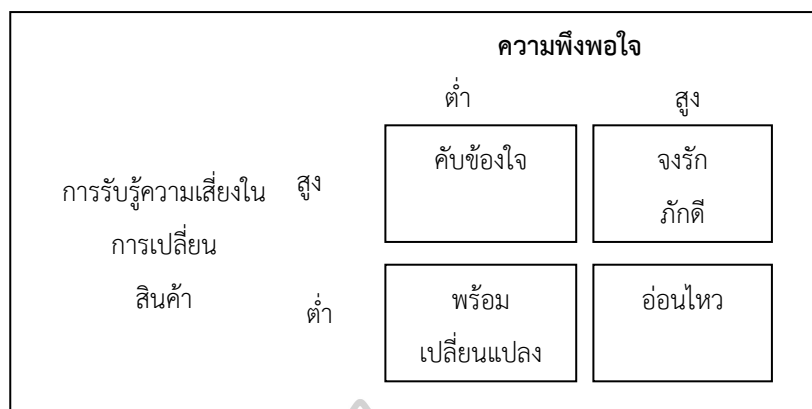 ความพึงพอใจ
ต่ำ สูง
คับข้องใจ จงรัก
การรับรู้ความเสี่ยงใน สูง ภักดี
การเปลี่ยน
สินค้า ต่ำ พร้อม อ่อนไหว
เปลี่ยนแปลง